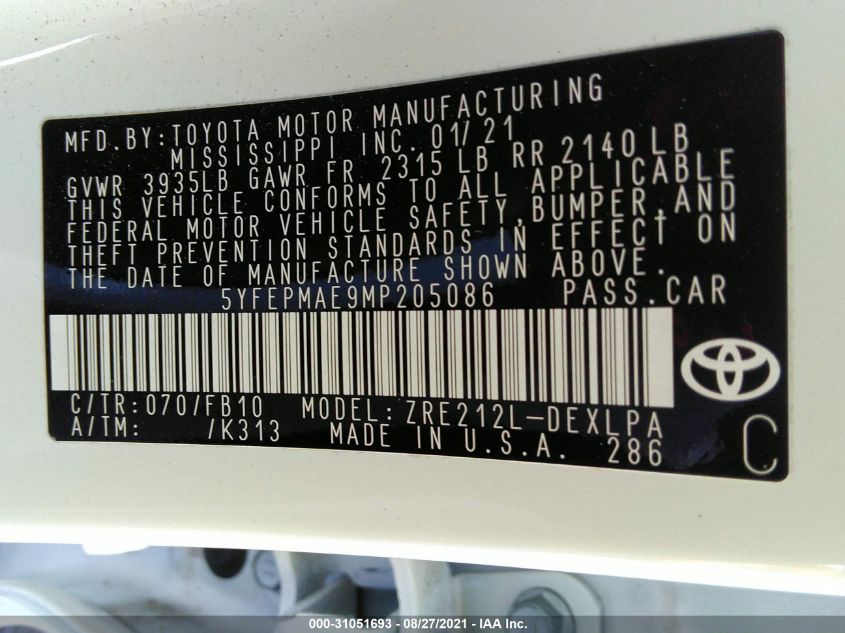 MFD.BY:TOYOTA MOTOR MANUFACTURING
MISSISSIPPI INC. 01/21
GVWR 3935LB GAWR FR 2315 LB RR 2140 LB
THIS VEHICLE CONFORMS TO ALL APPLICABLE
FEDERAL MOTOR VEHICLE SAFETY,BUMPER,AND
THEFT PREVENTION STANDARDS IN EFFECT ON
THE DATE OF MANUFACTURE SHOWN ABOVE.
5YFEPMAE9MP205086 PASS.CAR
C/TR:070/FB10 MODEL:ZRE212L-DEXLPA
A/TM: /K313 MADE IN U.S.A. 286
C
000-31051693 - 08/27/2021 - IAA Inc.